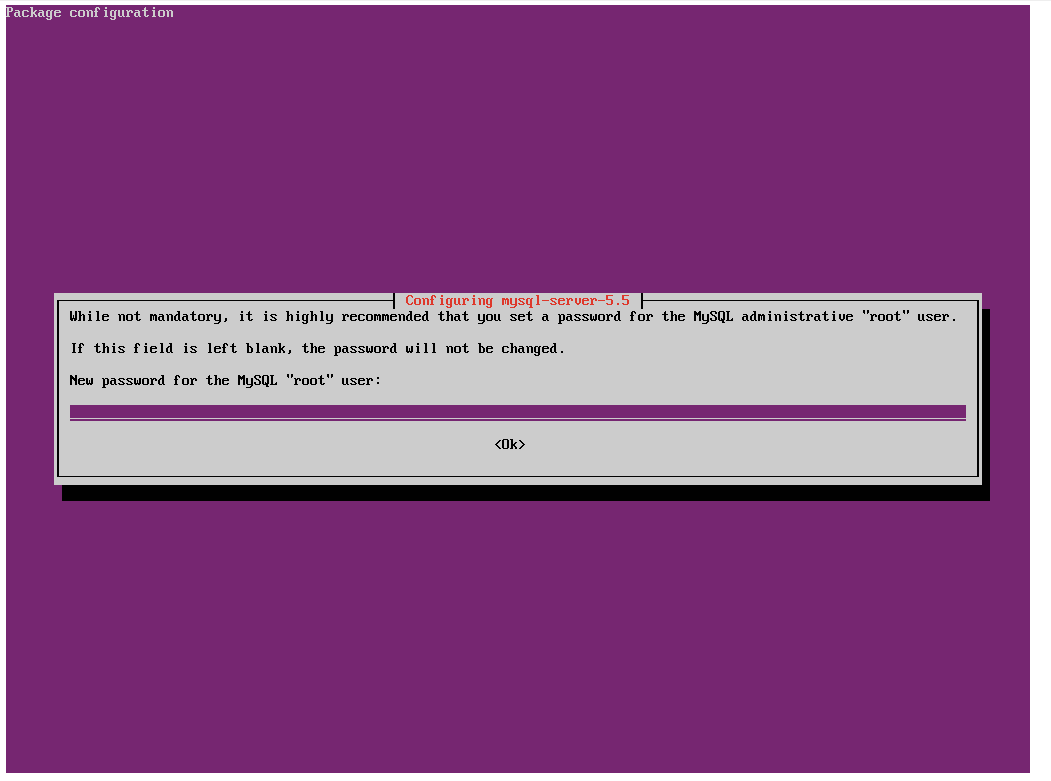 Package configuration
Configuring mysql-server-5.5
While not mandatory, it is highly recommended that you set a password for the MySQL administrative "root" user.
If this field is left blank, the password will not be changed.
New password for the MySQL "root" user:
<Ok>